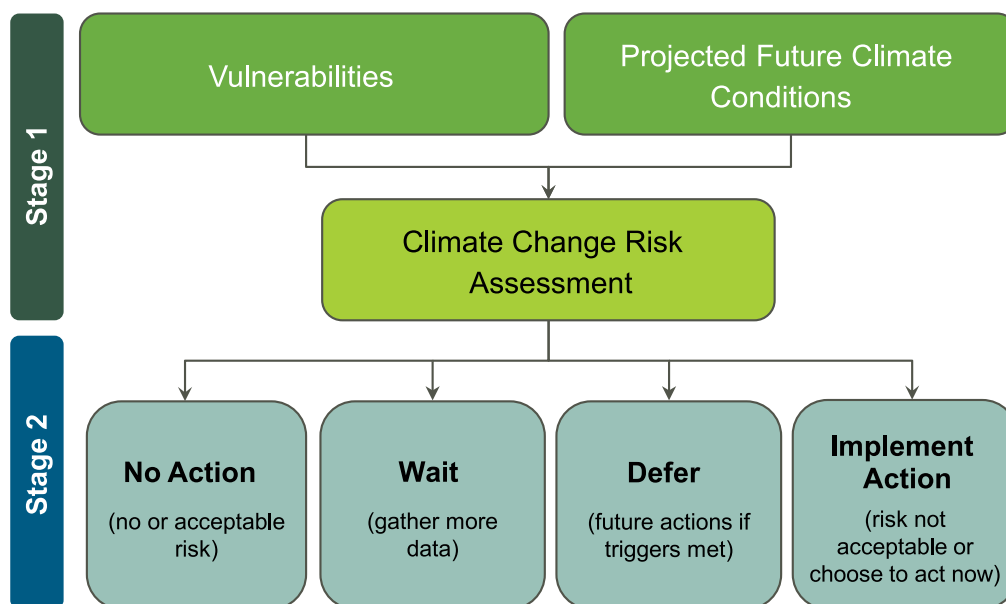 Stage 1
Vulnerabilities
Projected Future Climate
Conditions
Climate Change Risk
Assessment
Stage 2
No Action
(no or acceptable
risk)
Wait
(gather more
data)
Defer
(future actions if
triggers met)
Implement
Action
(risk not
acceptable or
choose to act now)